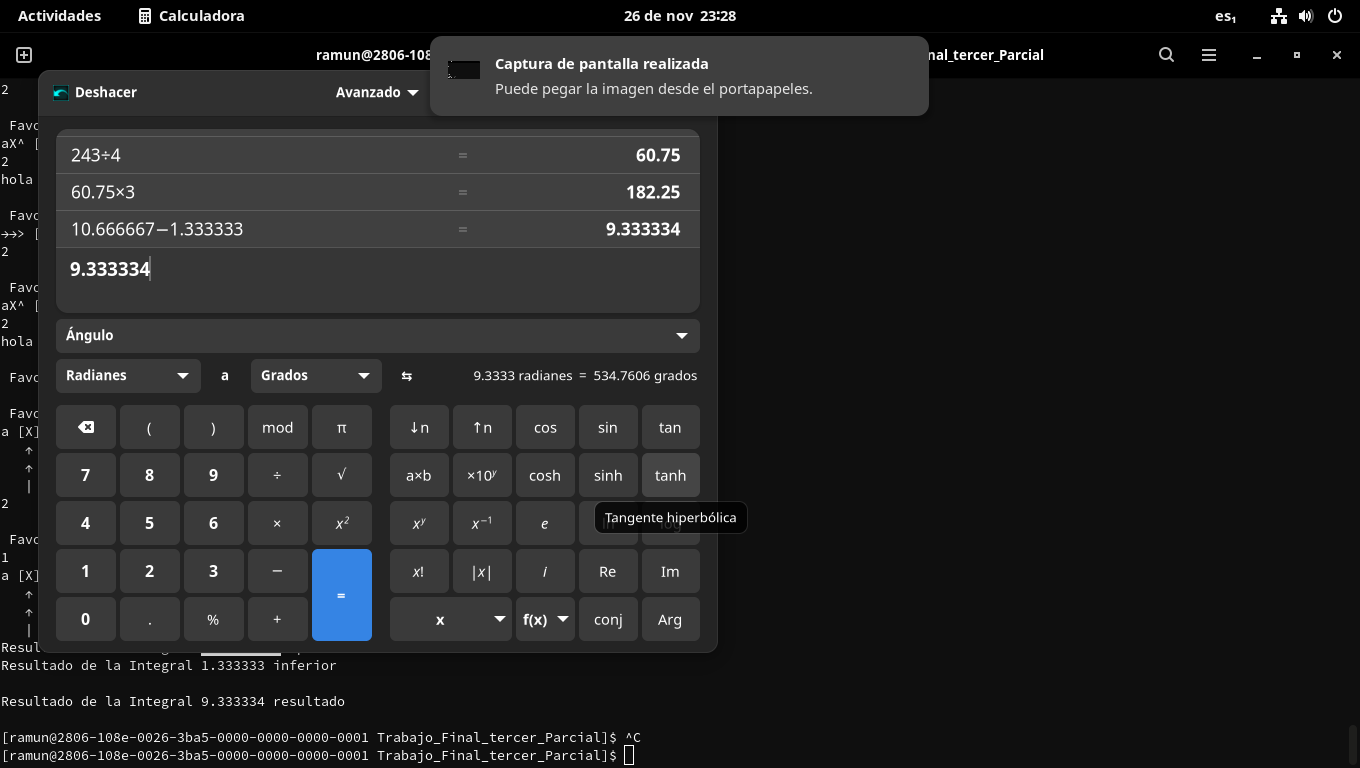 Actividades
Calculadora
26 de nov 23:28
es₁
ramun@2806-108
nal_tercer_Parcial
Captura de pantalla realizada
Puede pegar la imagen desde el portapapeles.
Deshacer
Avanzado
243÷4 = 60.75
60.75×3 = 182.25
10.666667−1.333333 = 9.333334
9.333334
Ángulo
Radianes a Grados ⇆ 9.3333 radianes = 534.7606 grados
( ) mod π ↓n ↑n cos sin tan
7 8 9 ÷ √ a×b ×10ʸ cosh sinh tanh
4 5 6 × x² xʸ x⁻¹ e
Tangente hiperbólica
1 2 3 − = x! |x| i Re Im
0 . % + x f(x) conj Arg
2
Favo
aX^ [
2
hola
Favo
→→> [
2
Favo
aX^ [
2
hola
Favo
Favo
a [X]
↑
↑
|
2
Favo
1
a [X]
↑
↑
|
Resul
Resultado de la Integral 1.333333 inferior
Resultado de la Integral 9.333334 resultado
[ramun@2806-108e-0026-3ba5-0000-0000-0000-0001 Trabajo_Final_tercer_Parcial]$ ^C
[ramun@2806-108e-0026-3ba5-0000-0000-0000-0001 Trabajo_Final_tercer_Parcial]$